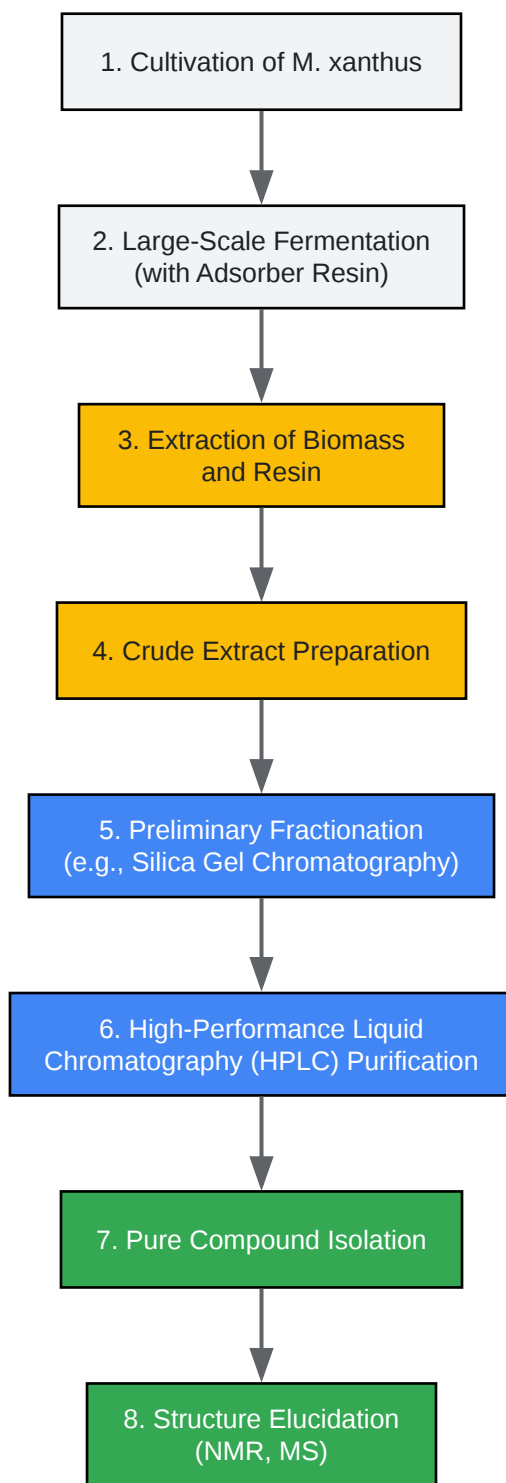 1. Cultivation of M. xanthus
2. Large-Scale Fermentation
(with Adsorber Resin)
3. Extraction of Biomass
and Resin
4. Crude Extract Preparation
5. Preliminary Fractionation
(e.g., Silica Gel Chromatography)
6. High-Performance Liquid
Chromatography (HPLC) Purification
7. Pure Compound Isolation
8. Structure Elucidation
(NMR, MS)